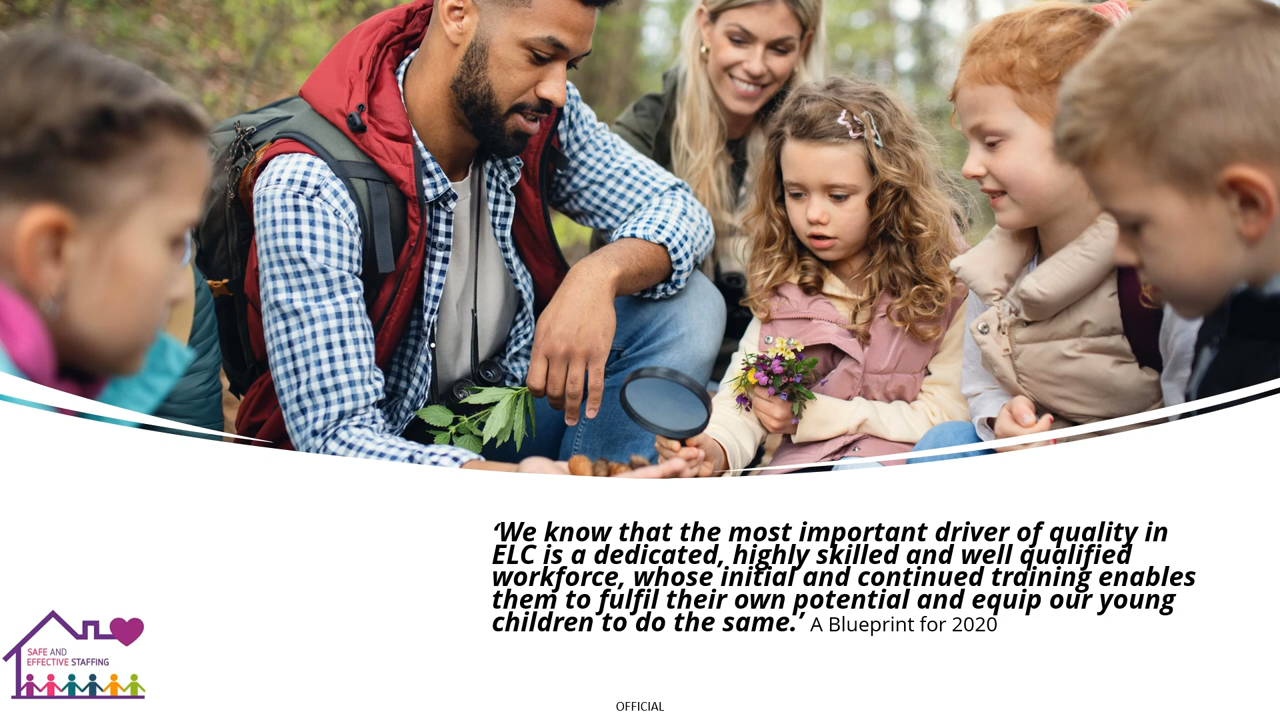 ‘We know that the most important driver of quality in
ELC is a dedicated, highly skilled and well qualified
workforce, whose initial and continued training enables
them to fulfil their own potential and equip our young
children to do the same.’ A Blueprint for 2020
SAFE AND
EFFECTIVE STAFFING
OFFICIAL